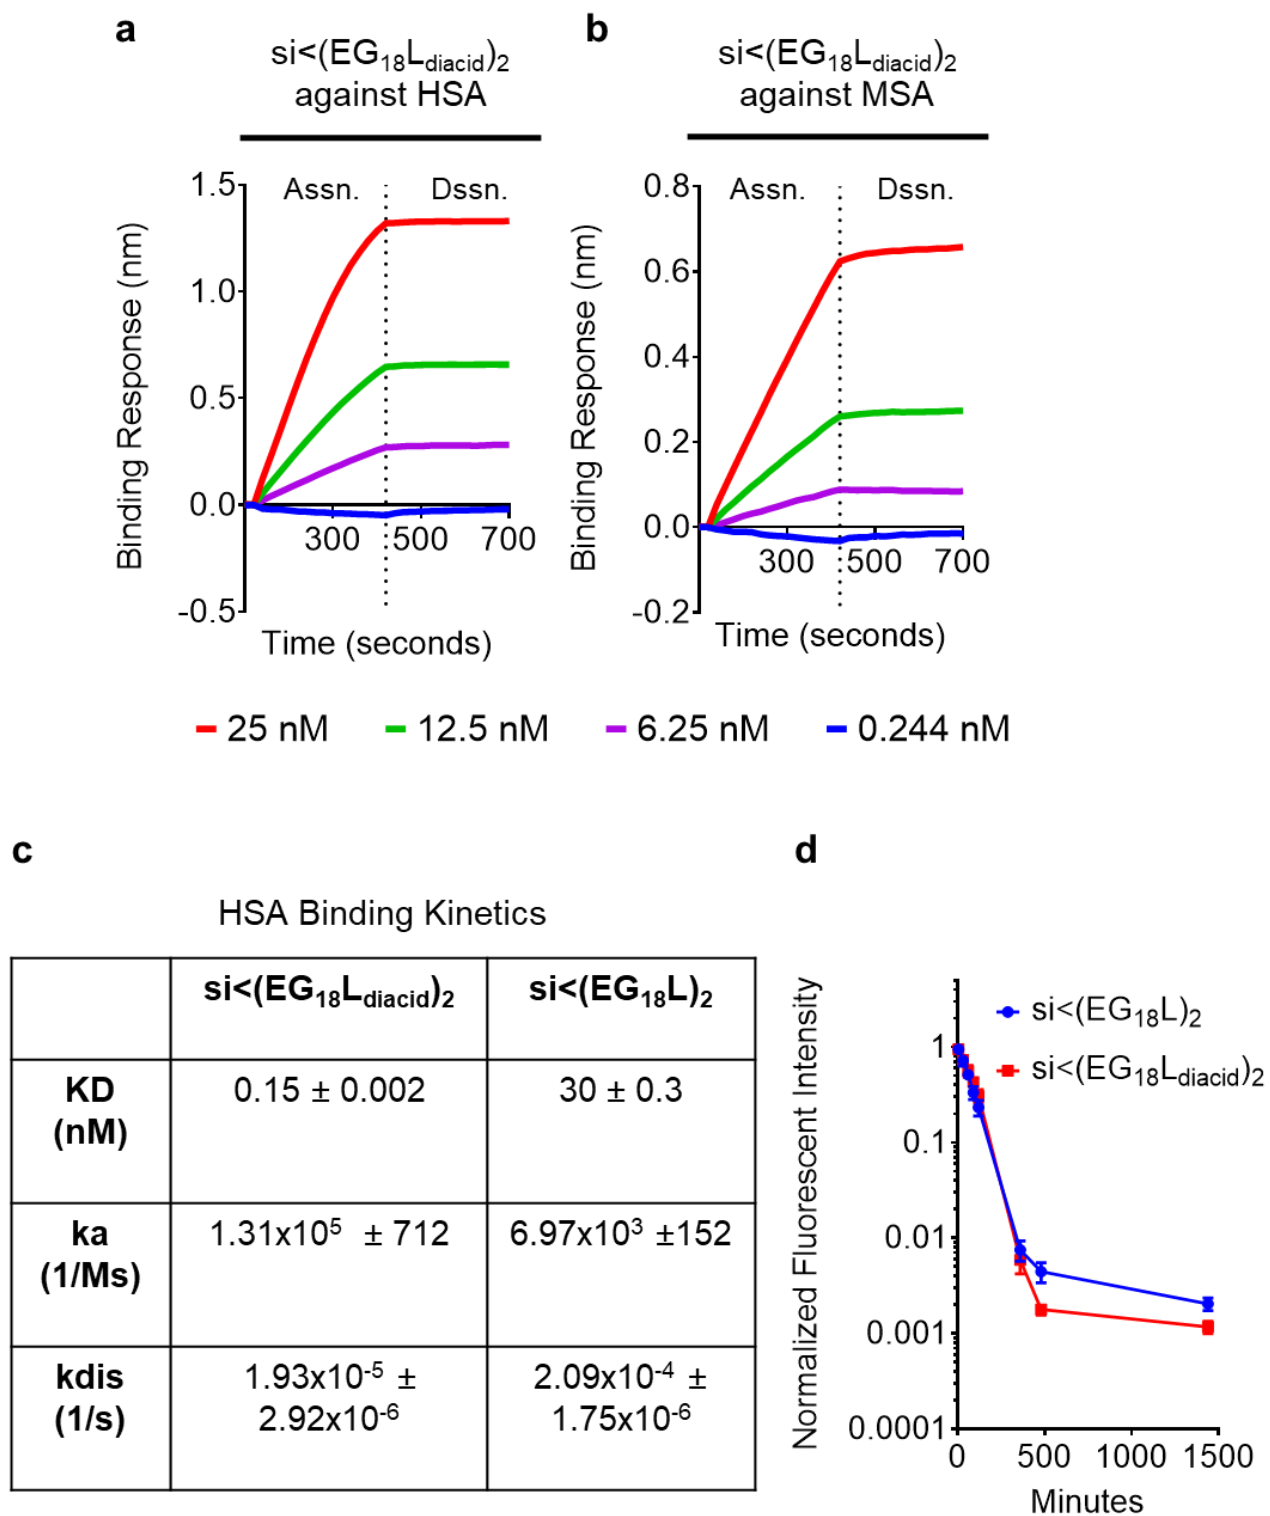 a
si<(EG18Ldiacid)2
against HSA
Assn. Dssn.
1.5
1.0
0.5
0.0
-0.5
300 500 700
Binding Response (nm)
Time (seconds)
b
si<(EG18Ldiacid)2
against MSA
Assn. Dssn.
0.8
0.6
0.4
0.2
0.0
-0.2
300 500 700
Binding Response (nm)
Time (seconds)
25 nM 12.5 nM 6.25 nM 0.244 nM
c
HSA Binding Kinetics
si<(EG18Ldiacid)2 si<(EG18L)2
KD
(nM)
0.15 ± 0.002 30 ± 0.3
ka
(1/Ms)
1.31x10⁵ ± 712 6.97x10³ ±152
kdis
(1/s)
1.93x10⁻⁵ ±
2.92x10⁻⁶
2.09x10⁻⁴ ±
1.75x10⁻⁶
d
si<(EG18L)2
si<(EG18Ldiacid)2
Normalized Fluorescent Intensity
1
0.1
0.01
0.001
0.0001
0 500 1000 1500
Minutes